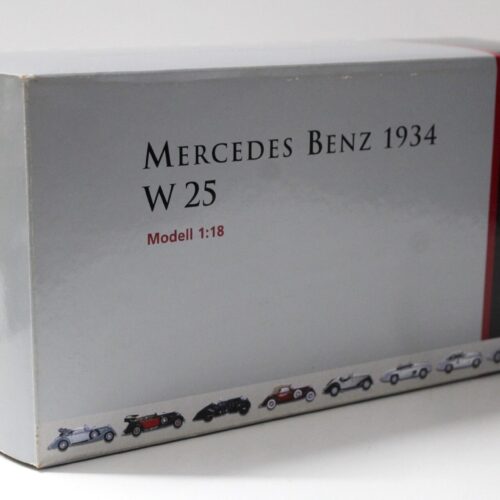 MERCEDES BENZ 1934
W 25
Modell 1:18